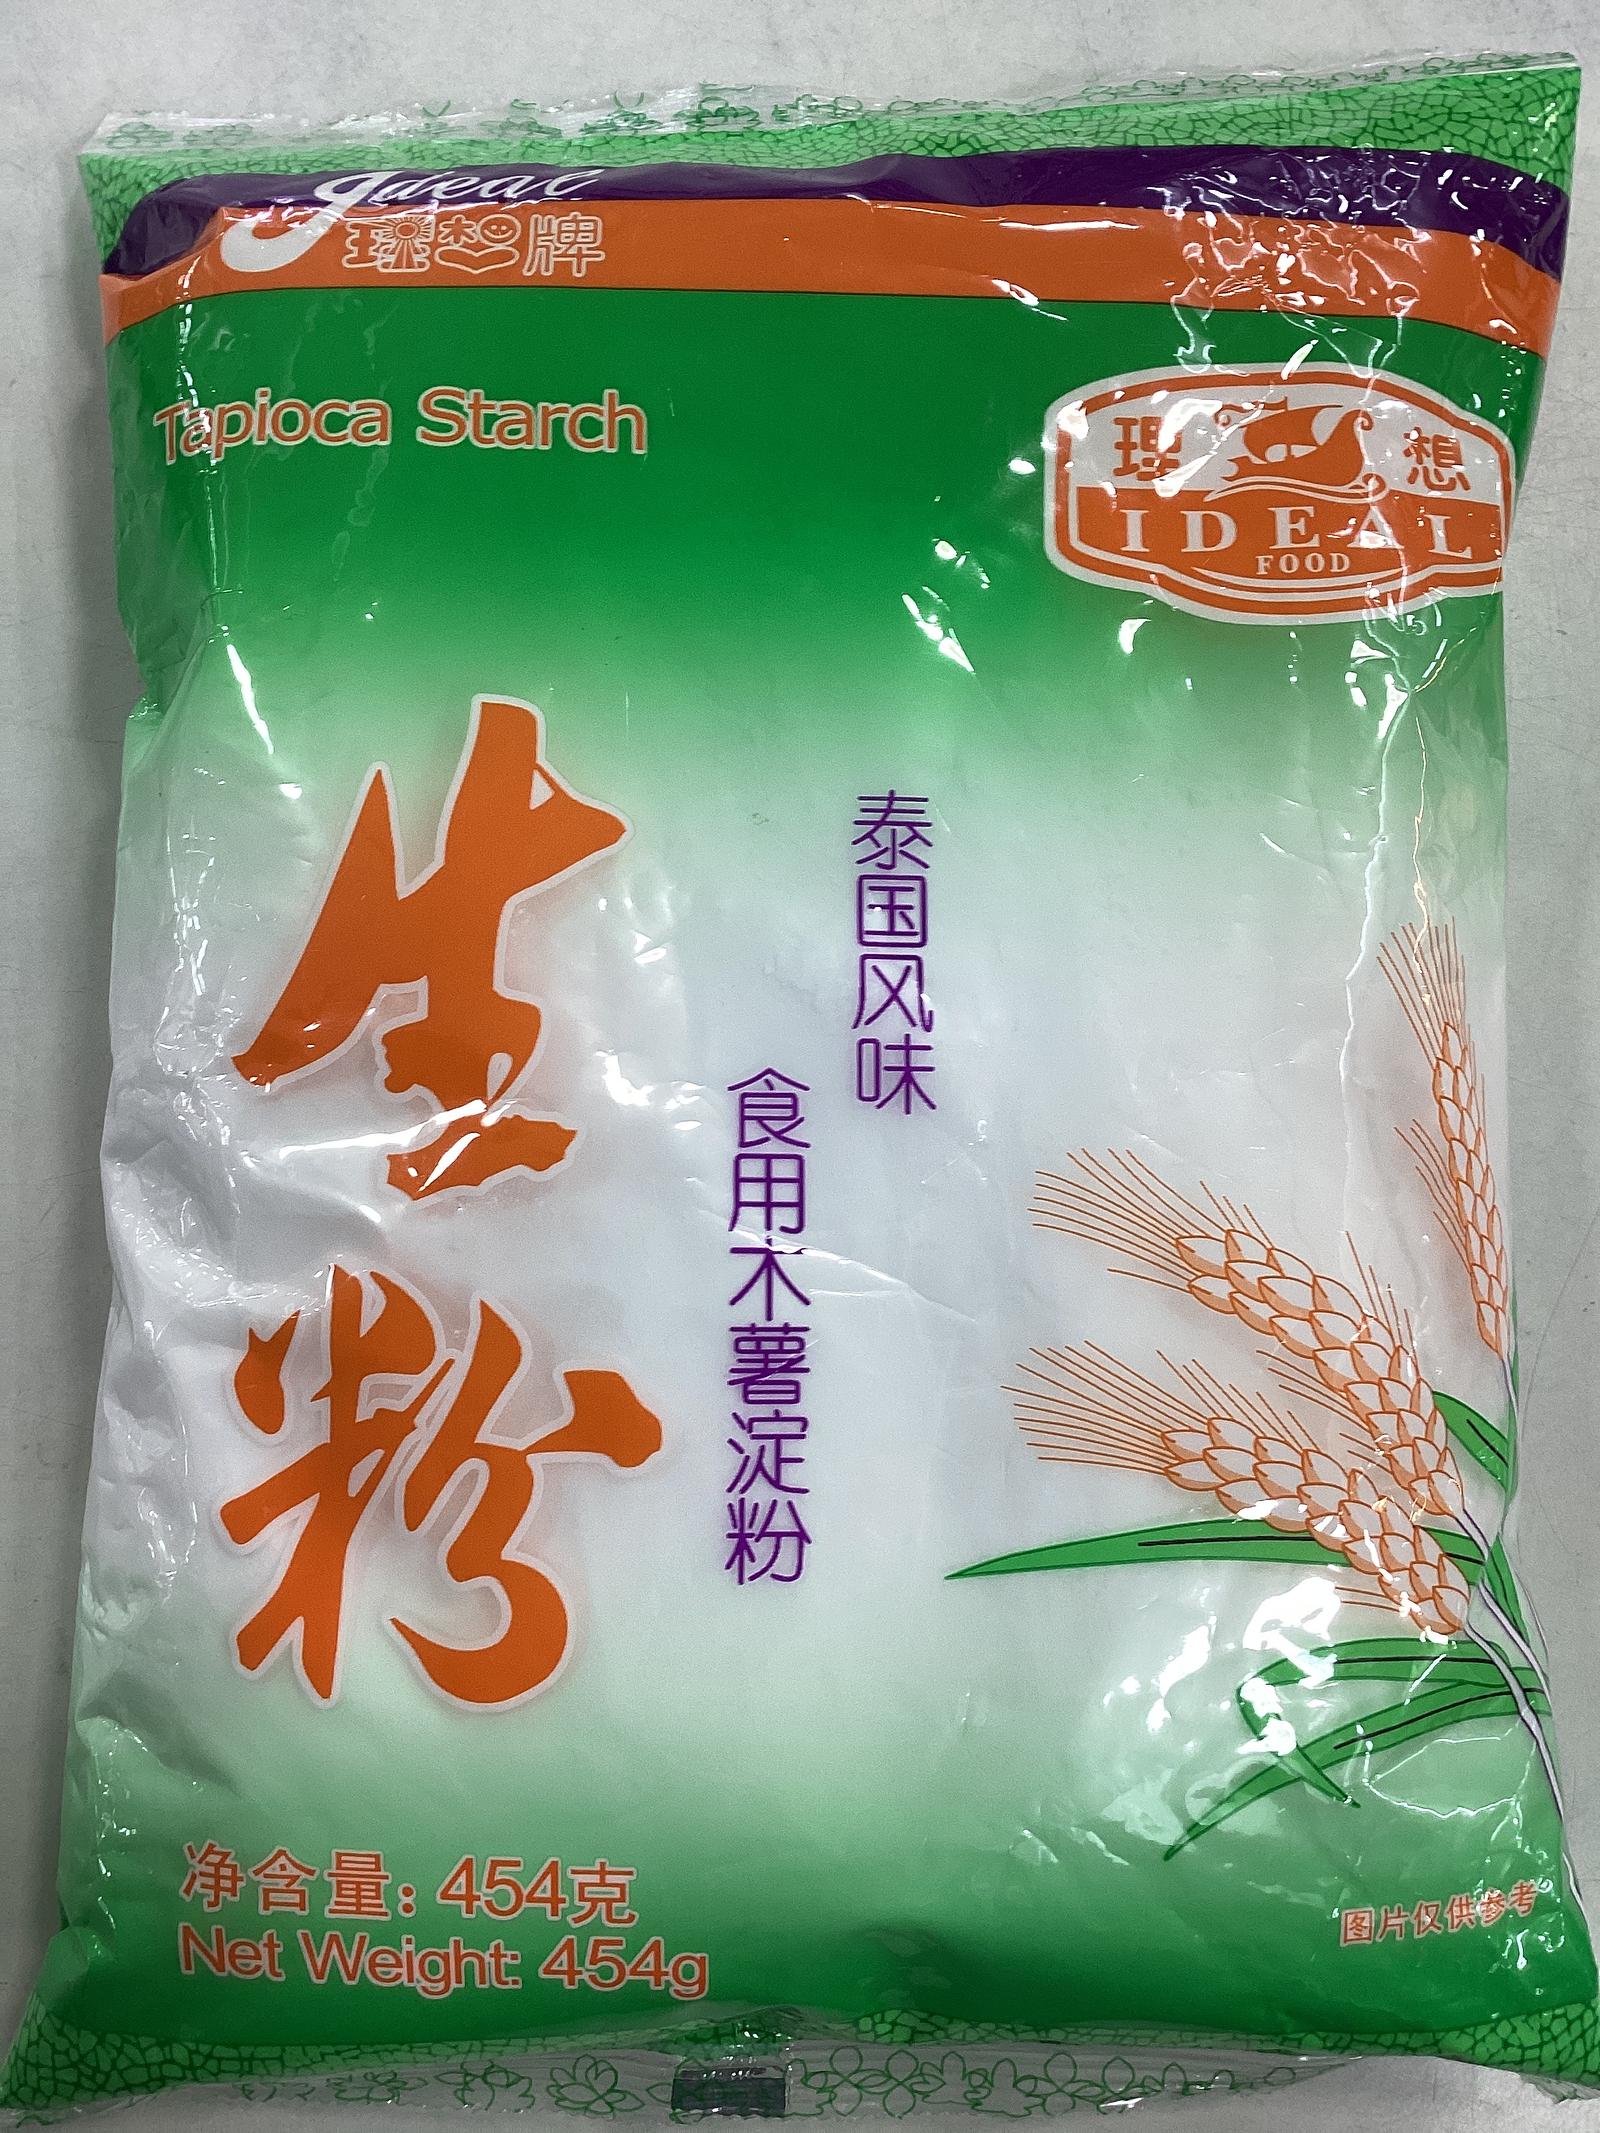 Ideal
理想牌
Tapioca Starch
理想
IDEAL
FOOD
生粉
泰国风味
食用木薯淀粉
净含量：454克
Net Weight: 454g
图片仅供参考